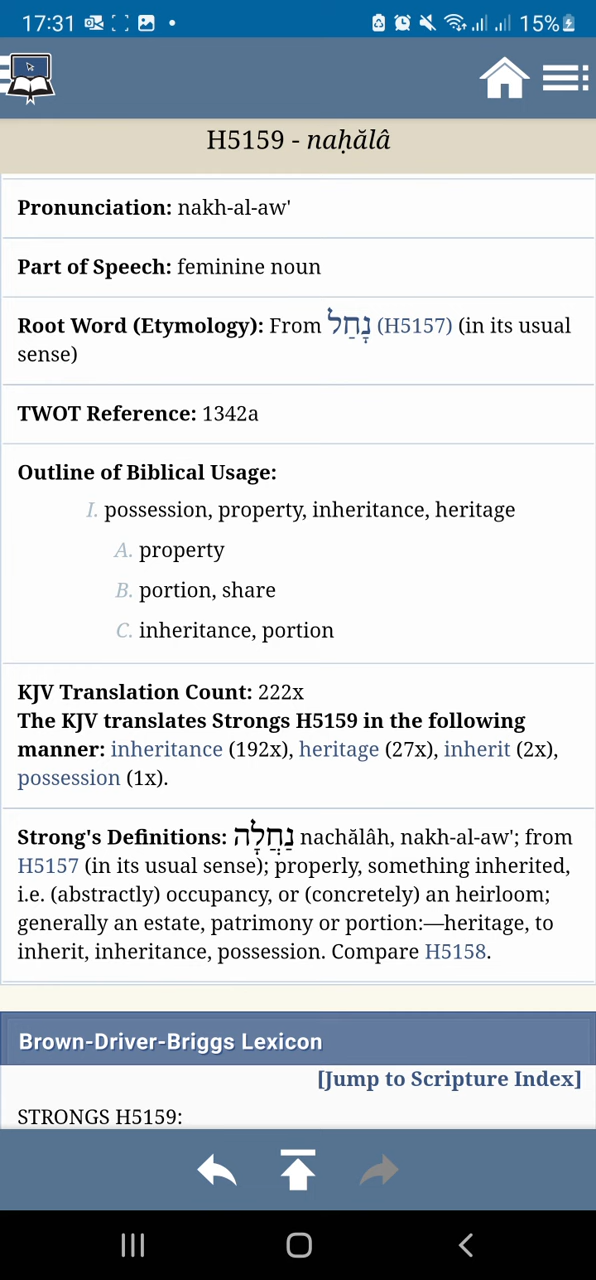 17:31 15%
H5159 - naḥălâ
Pronunciation: nakh-al-aw'
Part of Speech: feminine noun
Root Word (Etymology): From נָחַל (H5157) (in its usual
sense)
TWOT Reference: 1342a
Outline of Biblical Usage:
I. possession, property, inheritance, heritage
A. property
B. portion, share
C. inheritance, portion
KJV Translation Count: 222x
The KJV translates Strongs H5159 in the following
manner: inheritance (192x), heritage (27x), inherit (2x),
possession (1x).
Strong's Definitions: נַחֲלָה nachălâh, nakh-al-aw'; from
H5157 (in its usual sense); properly, something inherited,
i.e. (abstractly) occupancy, or (concretely) an heirloom;
generally an estate, patrimony or portion:—heritage, to
inherit, inheritance, possession. Compare H5158.
Brown-Driver-Briggs Lexicon
[Jump to Scripture Index]
STRONGS H5159: